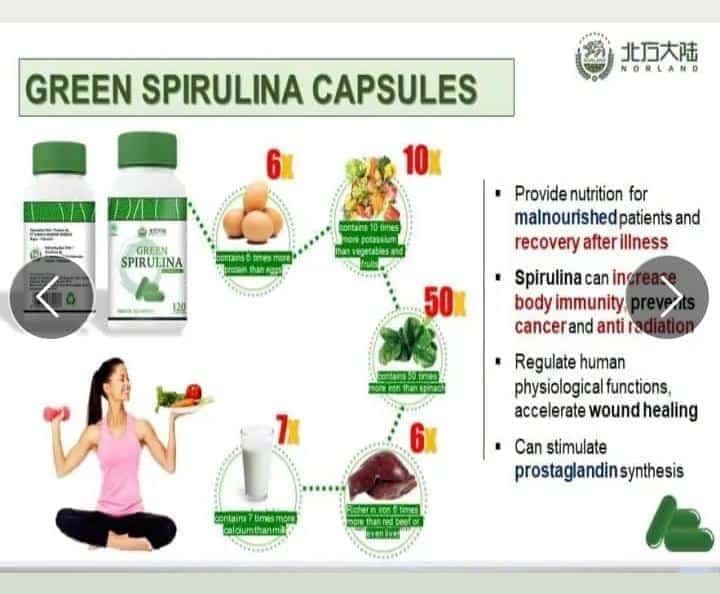 北方大陆
NORLAND
GREEN SPIRULINA CAPSULES
GREEN
SPIRULINA
120
6X
contains 6 times more
protein than eggs
10X
contains 10 times
more potassium
than vegetables and
fruits
50X
contains 50 times
more iron than spinach
6X
Richer in iron 6 times
more than red beef or
even liver
7X
contains 7 times more
calcium than milk
▪ Provide nutrition for
malnourished patients and
recovery after illness
▪ Spirulina can increase
body immunity, prevents
cancer and anti radiation
▪ Regulate human
physiological functions,
accelerate wound healing
▪ Can stimulate
prostaglandin synthesis